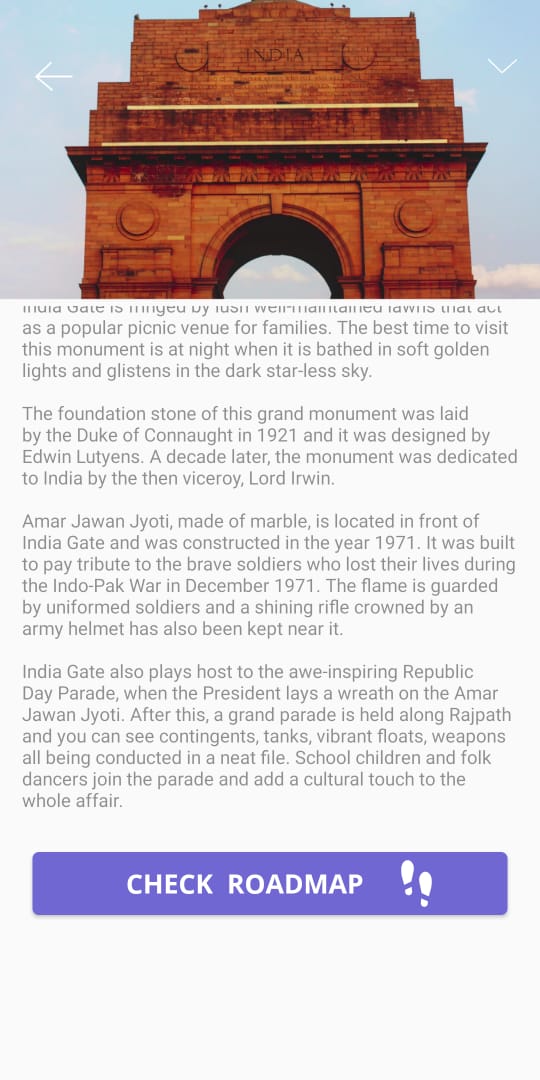 INDIA
India Gate is fringed by lush well-maintained lawns that act
as a popular picnic venue for families. The best time to visit
this monument is at night when it is bathed in soft golden
lights and glistens in the dark star-less sky.
The foundation stone of this grand monument was laid
by the Duke of Connaught in 1921 and it was designed by
Edwin Lutyens. A decade later, the monument was dedicated
to India by the then viceroy, Lord Irwin.
Amar Jawan Jyoti, made of marble, is located in front of
India Gate and was constructed in the year 1971. It was built
to pay tribute to the brave soldiers who lost their lives during
the Indo-Pak War in December 1971. The flame is guarded
by uniformed soldiers and a shining rifle crowned by an
army helmet has also been kept near it.
India Gate also plays host to the awe-inspiring Republic
Day Parade, when the President lays a wreath on the Amar
Jawan Jyoti. After this, a grand parade is held along Rajpath
and you can see contingents, tanks, vibrant floats, weapons
all being conducted in a neat file. School children and folk
dancers join the parade and add a cultural touch to the
whole affair.
CHECK ROADMAP